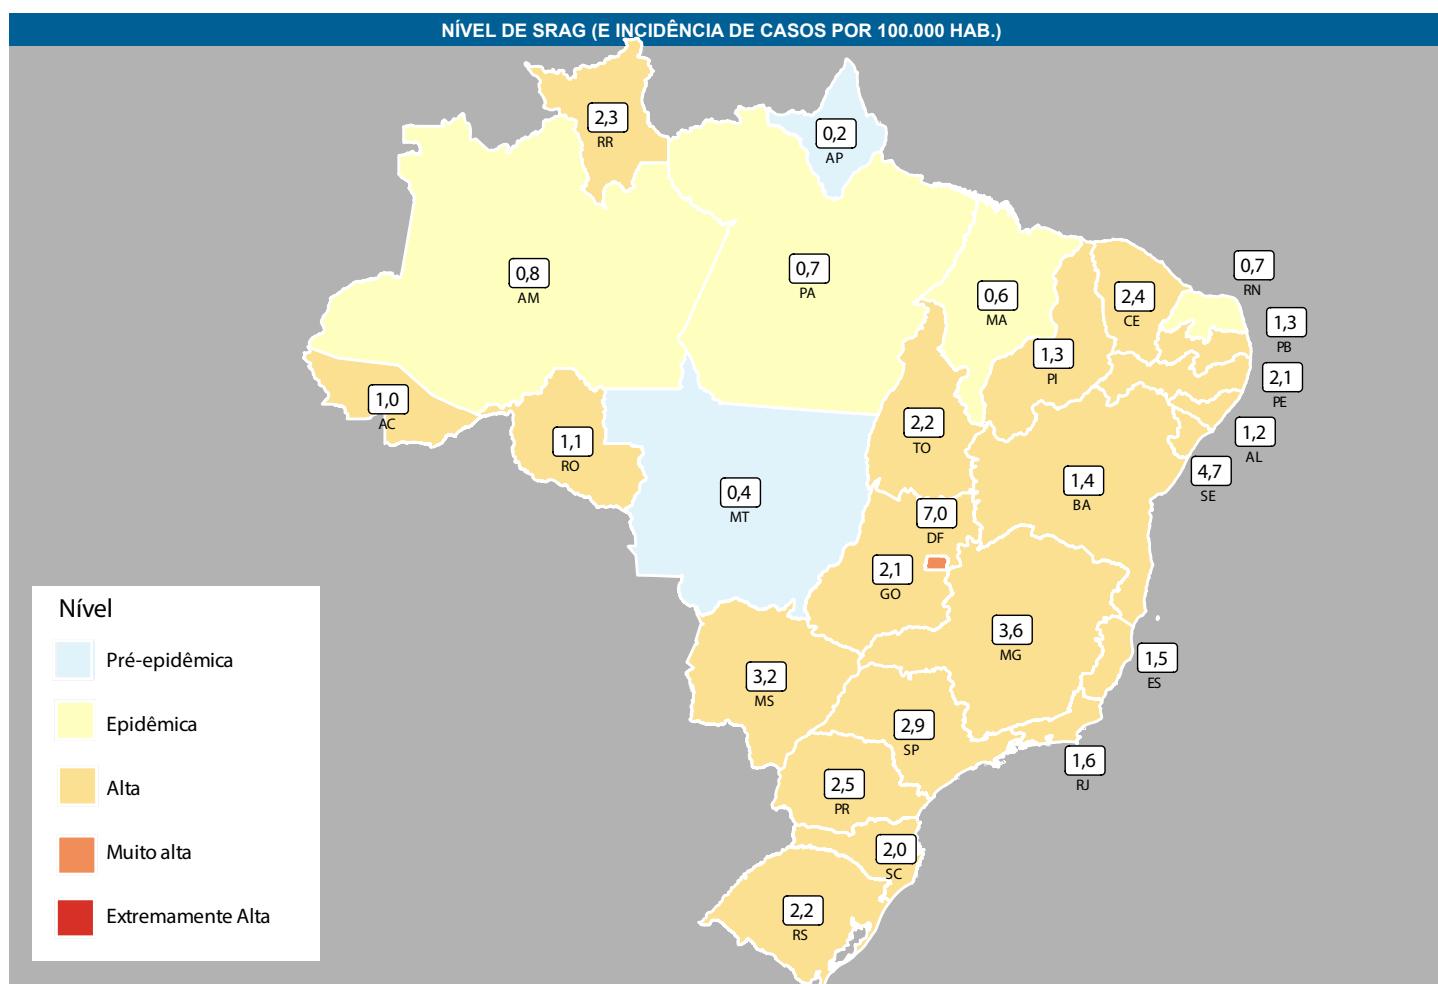 NÍVEL DE SRAG (E INCIDÊNCIA DE CASOS POR 100.000 HAB.)
2,3
RR
0,2
AP
0,8
AM
0,7
PA
0,6
MA
2,4
CE
0,7
RN
1,3
PB
1,3
PI
2,1
PE
1,0
AC
1,1
RO
2,2
TO
1,2
AL
4,7
SE
1,4
BA
0,4
MT
7,0
DF
2,1
GO
3,6
MG
1,5
ES
3,2
MS
2,9
SP
1,6
RJ
2,5
PR
2,0
SC
2,2
RS
Nível
Pré-epidêmica
Epidêmica
Alta
Muito alta
Extremamente Alta